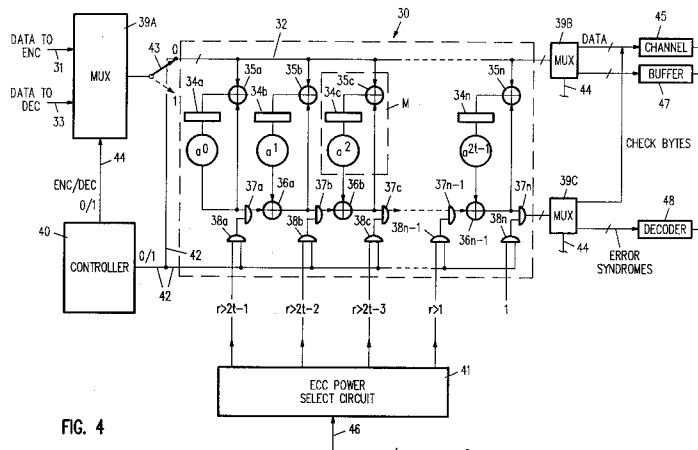 39A
DATA TO
ENC
31
MUX
43
0
1
32
30
39B
DATA
45
CHANNEL
MUX
BUFFER
44
47
DATA TO
DEC
33
35a
35b
35c
35n
34a
34b
34c
34n
M
a0
a1
a2
a2t-1
CHECK BYTES
44
ENC/DEC
0/1
37a
36a
37b
36b
37c
37n-1
37n
39C
38a
38b
38c
38n-1
36n-1
38n
MUX
48
DECODER
44
ERROR
SYNDROMES
40
CONTROLLER
0/1
42
42
r>2t-1
r>2t-2
r>2t-3
r>1
1
41
ECC POWER
SELECT CIRCUIT
46
FIG. 4